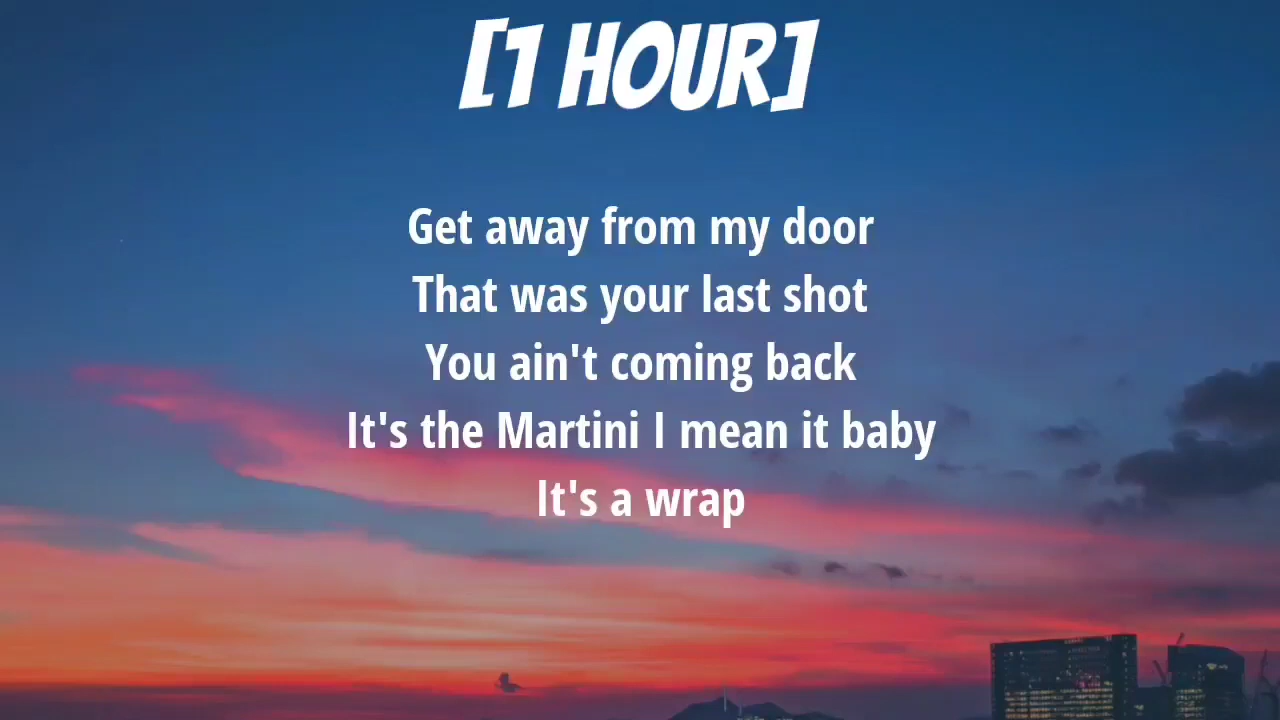 [1 HOUR]
Get away from my door
That was your last shot
You ain't coming back
It's the Martini I mean it baby
It's a wrap